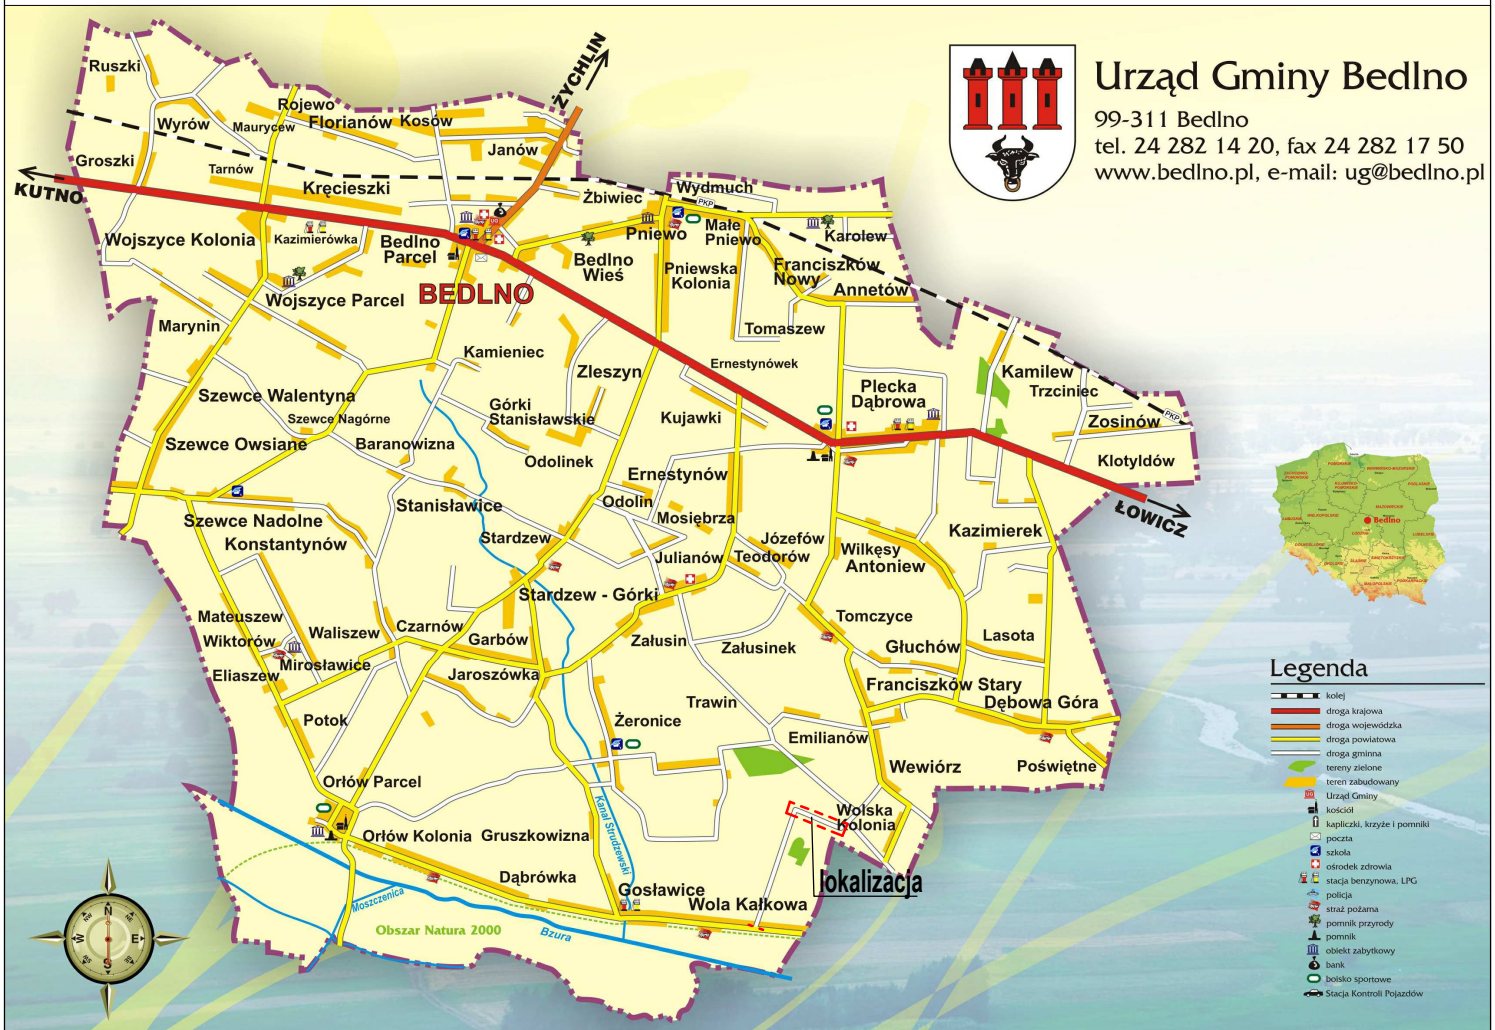 Urząd Gminy Bedlno
99-311 Bedlno
tel. 24 282 14 20, fax 24 282 17 50
www.bedlno.pl, e-mail: ug@bedlno.pl
ŻYCHLIN
Ruszki
Rojewo
Wyrów
Maurycew
Florianów
Kosów
Janów
Groszki
Tarnów
KUTNO
Kręcieszki
Żbiwiec
Wydmuch
PKP
Wojszyce Kolonia
Kazimierówka
Bedlno
Parcel
Pniewo
Małe
Pniewo
Karolew
Bedlno
Wieś
Pniewska
Kolonia
Franciszków
Nowy
Annetów
BEDLNO
Wojszyce Parcel
Marynin
Tomaszew
Kamieniec
Zleszyn
Ernestynówek
Kamilew
Trzciniec
Plecka
Dąbrowa
Szewce Walentyna
Szewce Nagórne
Górki
Stanisławskie
Kujawki
Zosinów
PKP
Szewce Owsiane
Baranowizna
Odolinek
Klotyldów
Ernestynów
Stanisławice
Odolin
Mosiębrza
ŁOWICZ
Szewce Nadolne
Konstantynów
Stardzew
Józefów
Teodorów
Julianów
Wilkęsy
Antoniew
Kazimierek
Stardzew - Górki
Mateuszew
Wiktorów
Waliszew
Czarnów
Garbów
Załusin
Załusinek
Tomczyce
Głuchów
Lasota
Mirosławice
Eliaszew
Jaroszówka
Franciszków Stary
Dębowa Góra
Potok
Trawin
Żeronice
Emilianów
Wewiórz
Poświętne
Orłów Parcel
Kanał Strudzewski
Wolska
Kolonia
Orłów Kolonia
Gruszkowizna
Dąbrówka
lokalizacja
Gosławice
Wola Kałkowa
Moszczenica
Obszar Natura 2000
Bzura
N
NE
E
SE
S
SW
W
NW
Bedlno
Legenda
kolej
droga krajowa
droga wojewódzka
droga powiatowa
droga gminna
tereny zielone
teren zabudowany
Urząd Gminy
kościół
kapliczki, krzyże i pomniki
poczta
szkoła
ośrodek zdrowia
stacja benzynowa, LPG
policja
straż pożarna
pomnik przyrody
pomnik
obiekt zabytkowy
bank
boisko sportowe
Stacja Kontroli Pojazdów